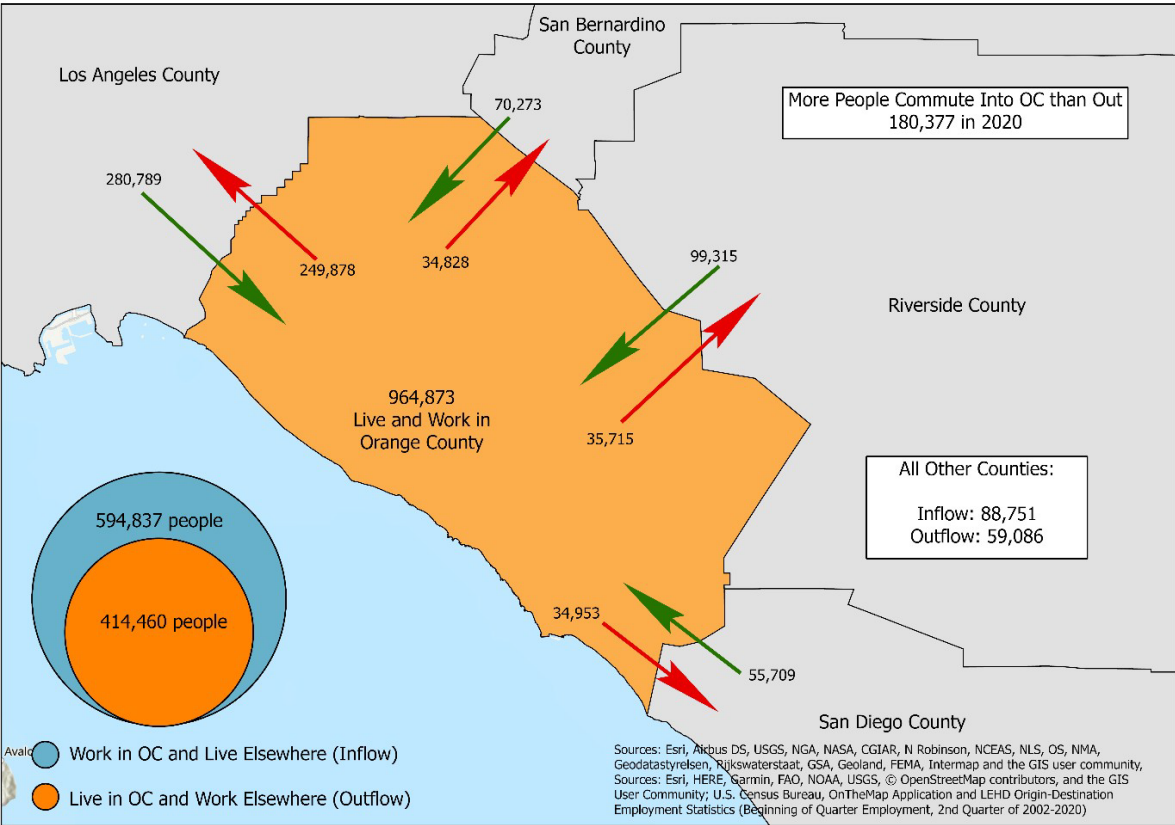 San Bernardino
County
Los Angeles County
70,273
More People Commute Into OC than Out
180,377 in 2020
280,789
249,878
34,828
99,315
Riverside County
964,873
Live and Work in
Orange County
35,715
All Other Counties:
Inflow: 88,751
Outflow: 59,086
594,837 people
414,460 people
34,953
55,709
San Diego County
Avalo
Work in OC and Live Elsewhere (Inflow)
Live in OC and Work Elsewhere (Outflow)
Sources: Esri, Airbus DS, USGS, NGA, NASA, CGIAR, N Robinson, NCEAS, NLS, OS, NMA,
Geodatastyrelsen, Rijkswaterstaat, GSA, Geoland, FEMA, Intermap and the GIS user community,
Sources: Esri, HERE, Garmin, FAO, NOAA, USGS, © OpenStreetMap contributors, and the GIS
User Community; U.S. Census Bureau, OnTheMap Application and LEHD Origin-Destination
Employment Statistics (Beginning of Quarter Employment, 2nd Quarter of 2002-2020)